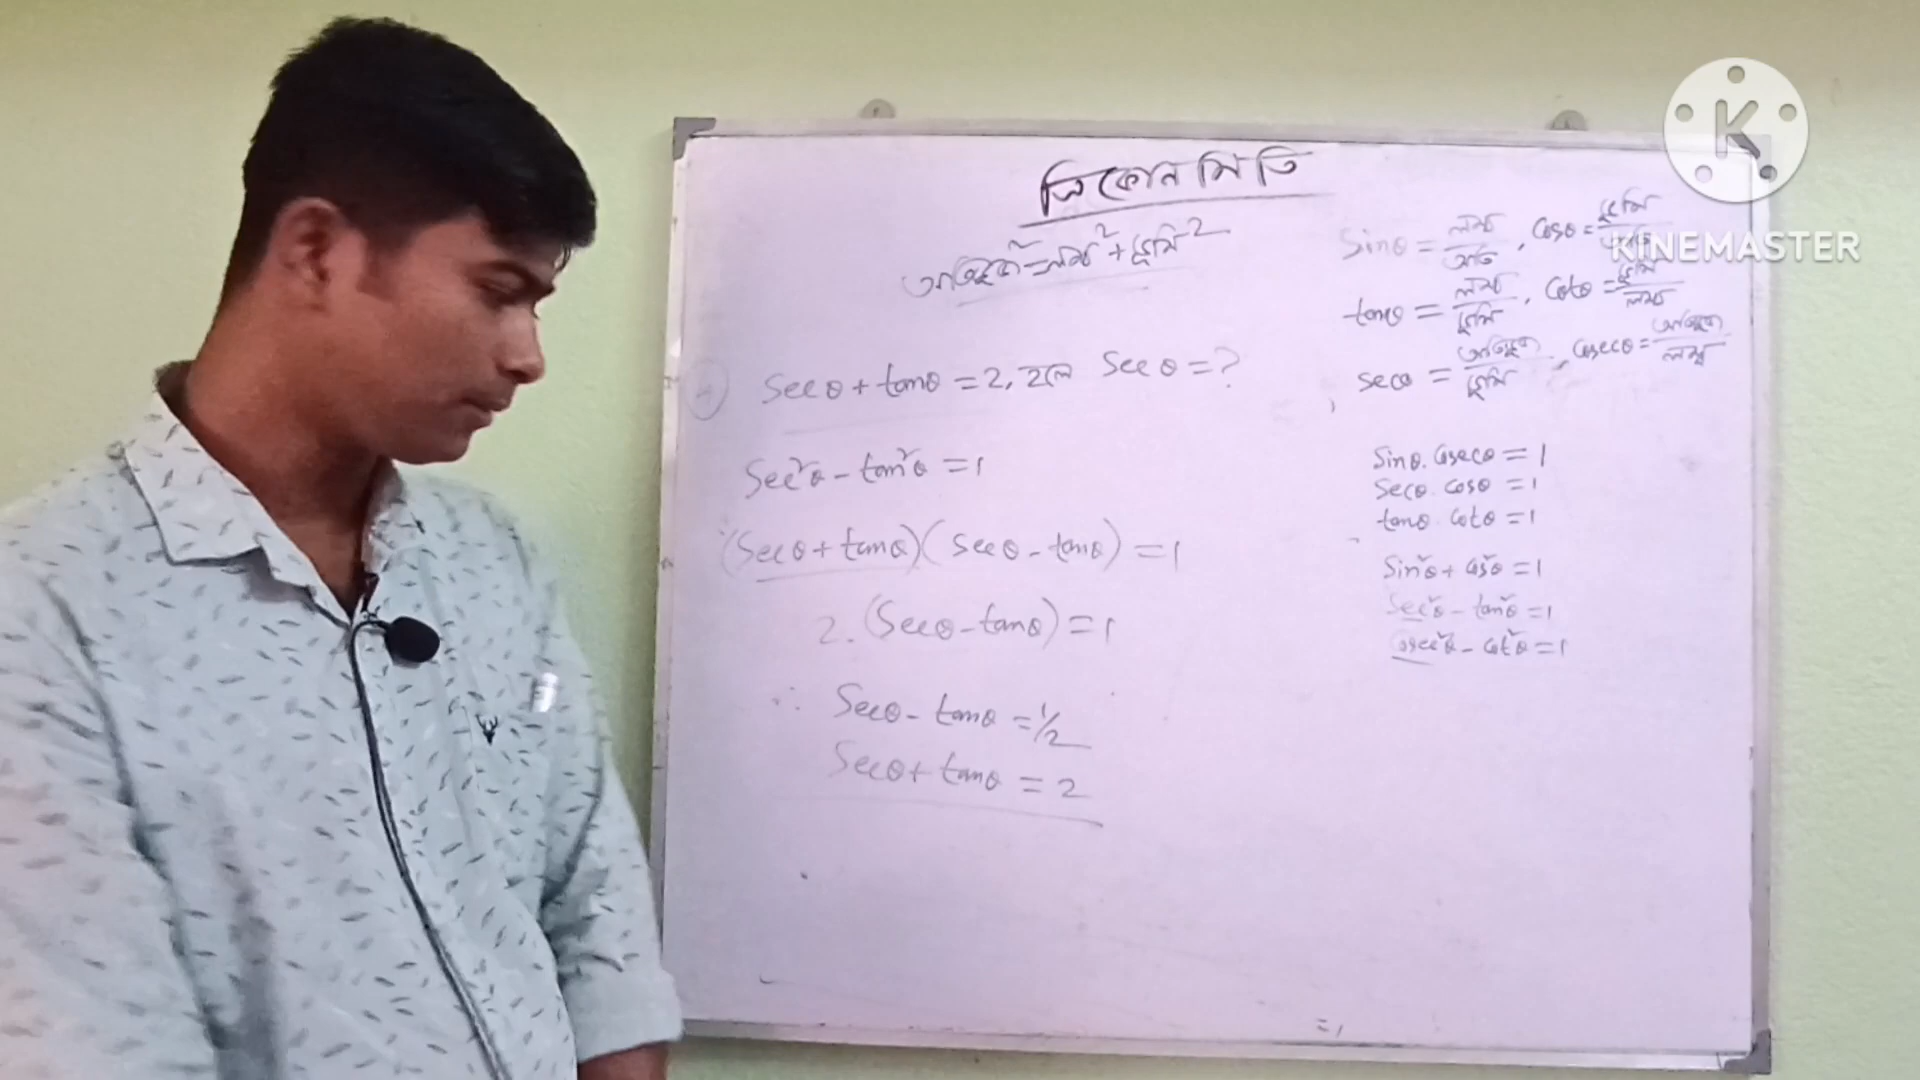 ত্রিকোনমিতি
অতিভূজ² = লম্ব² + ভূমি²
Secθ + tanθ = 2, হলে Secθ = ?
Sec²θ - tan²θ = 1
(Secθ + tanθ)(Secθ - tanθ) = 1
2. (Secθ - tanθ) = 1
∴ Secθ - tanθ = 1/2
Secθ + tanθ = 2
Sinθ = লম্ব/অতি, Cosθ = ভূমি/অতি
tanθ = লম্ব/ভূমি, Cotθ = ভূমি/লম্ব
Secθ = অতিভূজ/ভূমি, Cosecθ = অতিভূজ/লম্ব
Sinθ. Cosecθ = 1
Secθ. Cosθ = 1
tanθ. Cotθ = 1
Sin²θ + Cos²θ = 1
Sec²θ - tan²θ = 1
Cosec²θ - Cot²θ = 1
= 1
K
KINEMASTER